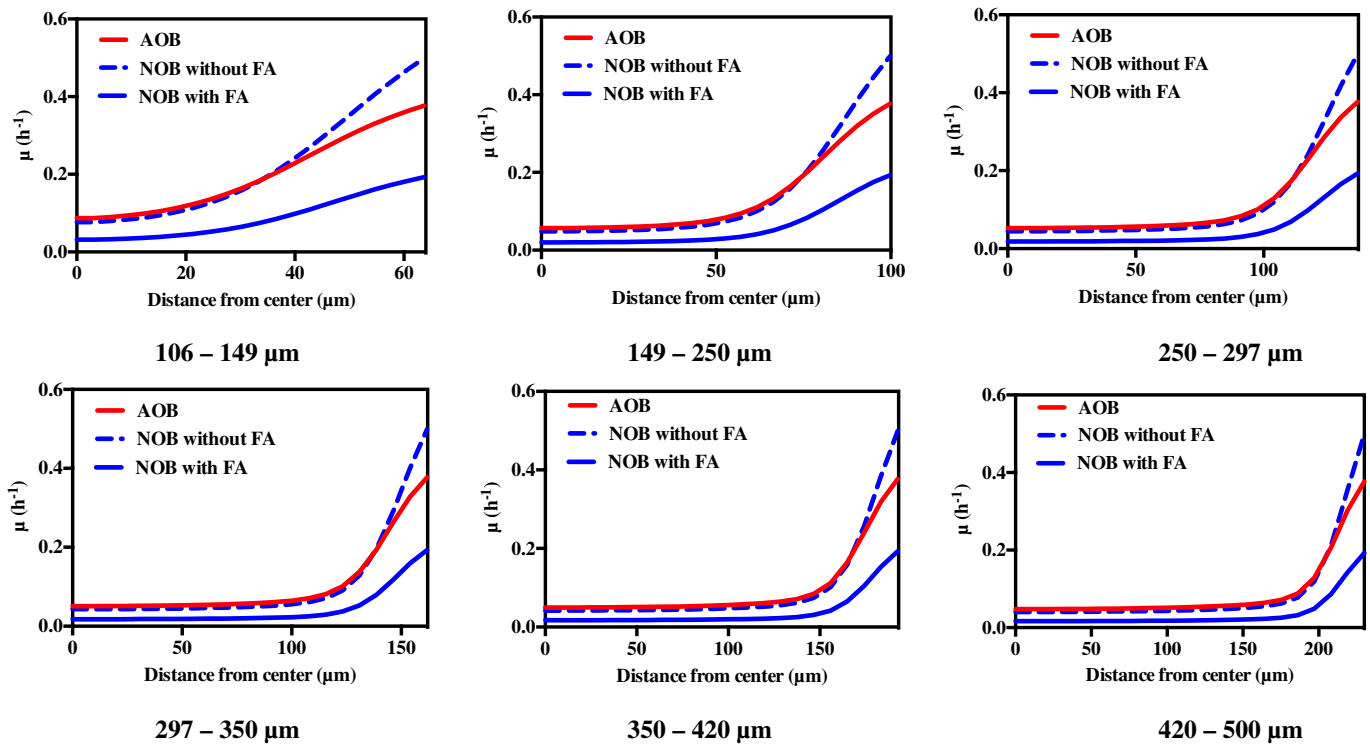 0.6
0.4
0.2
0.0
µ (h-1)
AOB
NOB without FA
NOB with FA
0 20 40 60
Distance from center (µm)
106 – 149 µm
0.6
0.4
0.2
0.0
µ (h-1)
AOB
NOB without FA
NOB with FA
0 50 100
Distance from center (µm)
149 – 250 µm
0.6
0.4
0.2
0.0
µ (h-1)
AOB
NOB without FA
NOB with FA
0 50 100
Distance from center (µm)
250 – 297 µm
0.6
0.4
0.2
0.0
µ (h-1)
AOB
NOB without FA
NOB with FA
0 50 100 150
Distance from center (µm)
297 – 350 µm
0.6
0.4
0.2
0.0
µ (h-1)
AOB
NOB without FA
NOB with FA
0 50 100 150
Distance from center (µm)
350 – 420 µm
0.6
0.4
0.2
0.0
µ (h-1)
AOB
NOB without FA
NOB with FA
0 50 100 150 200
Distance from center (µm)
420 – 500 µm